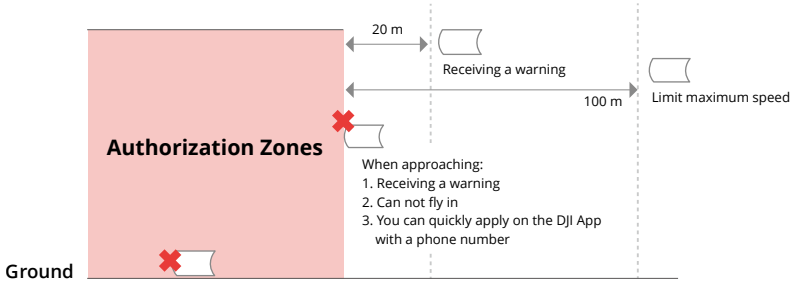 20 m
Receiving a warning
100 m
Limit maximum speed
Authorization Zones
When approaching:
1. Receiving a warning
2. Can not fly in
3. You can quickly apply on the DJI App
with a phone number
Ground